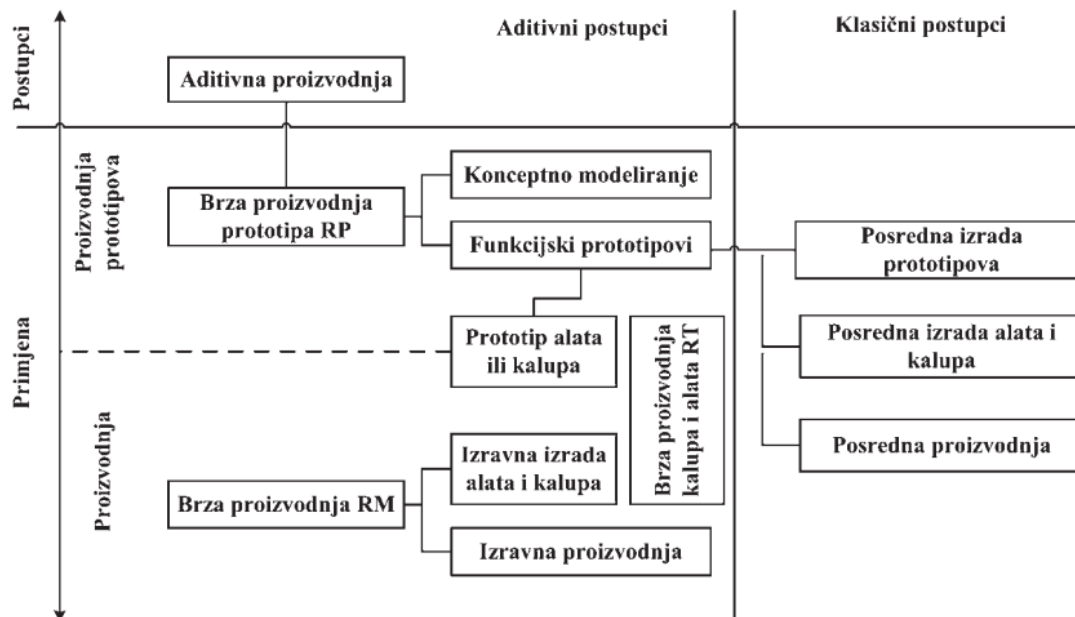 Aditivni postupci
Klasični postupci
Postupci
Aditivna proizvodnja
Primjena
Proizvodnja
prototipova
Brza proizvodnja
prototipa RP
Konceptno modeliranje
Funkcijski prototipovi
Posredna izrada
prototipova
Prototip alata
ili kalupa
Brza proizvodnja
kalupa i alata RT
Posredna izrada alata i
kalupa
Proizvodnja
Brza proizvodnja RM
Izravna izrada
alata i kalupa
Posredna proizvodnja
Izravna proizvodnja